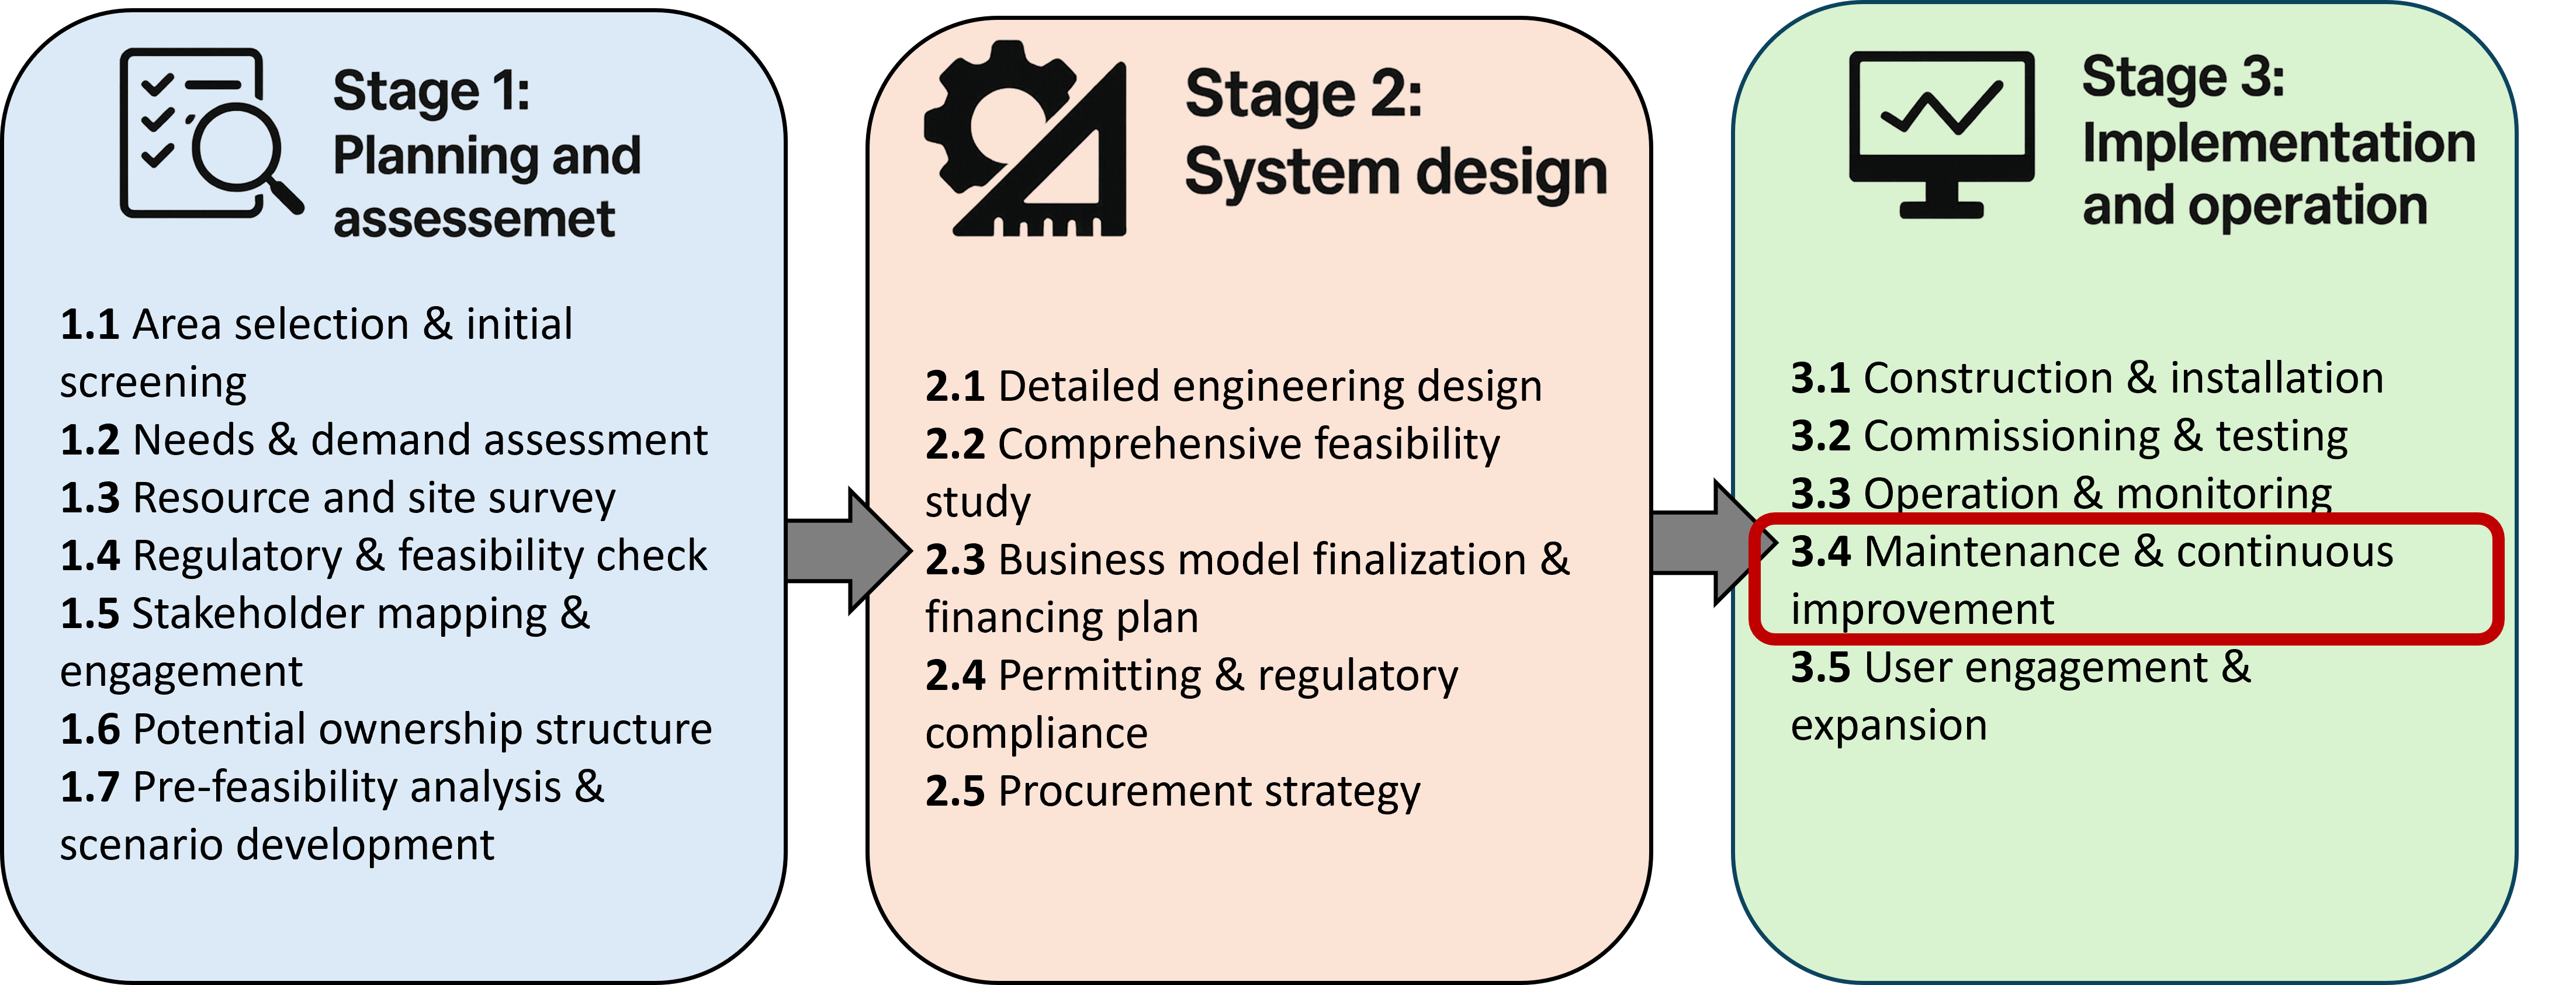 Stage 1:
Planning and
assessemet
1.1 Area selection & initial
screening
1.2 Needs & demand assessment
1.3 Resource and site survey
1.4 Regulatory & feasibility check
1.5 Stakeholder mapping &
engagement
1.6 Potential ownership structure
1.7 Pre-feasibility analysis &
scenario development
Stage 2:
System design
2.1 Detailed engineering design
2.2 Comprehensive feasibility
study
2.3 Business model finalization &
financing plan
2.4 Permitting & regulatory
compliance
2.5 Procurement strategy
Stage 3:
Implementation
and operation
3.1 Construction & installation
3.2 Commissioning & testing
3.3 Operation & monitoring
3.4 Maintenance & continuous
improvement
3.5 User engagement &
expansion